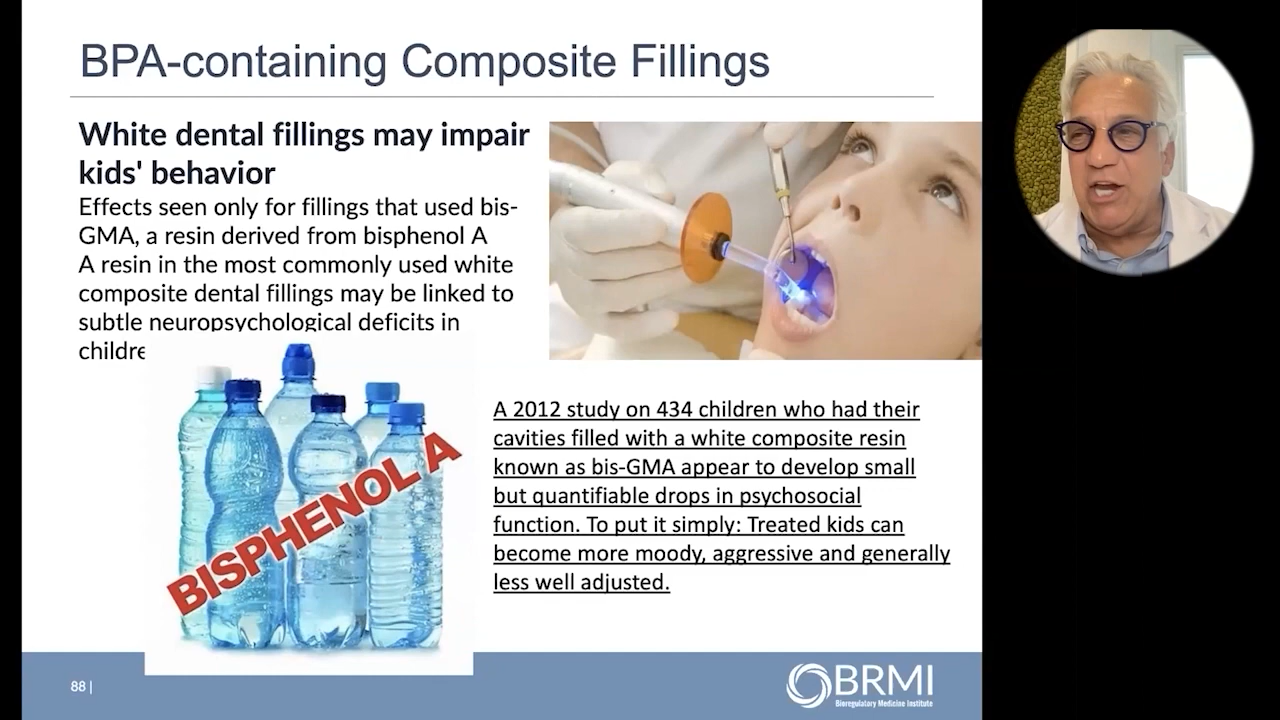 BPA-containing Composite Fillings
White dental fillings may impair
kids' behavior
Effects seen only for fillings that used bis-
GMA, a resin derived from bisphenol A
A resin in the most commonly used white
composite dental fillings may be linked to
subtle neuropsychological deficits in
childre
BISPHENOL A
A 2012 study on 434 children who had their
cavities filled with a white composite resin
known as bis-GMA appear to develop small
but quantifiable drops in psychosocial
function. To put it simply: Treated kids can
become more moody, aggressive and generally
less well adjusted.
88 |
BRMI
Bioregulatory Medicine Institute